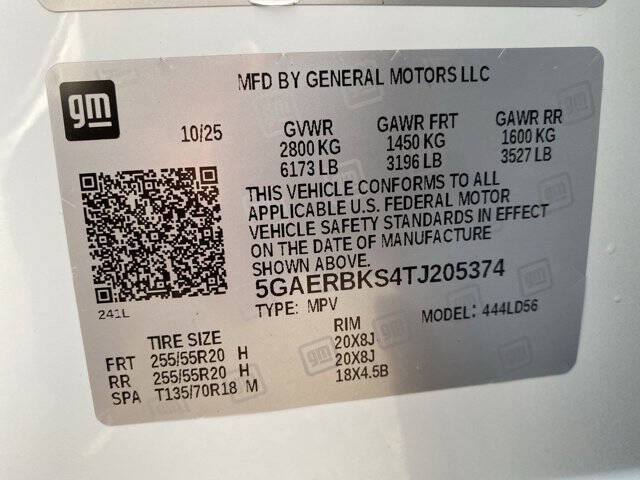 gm
MFD BY GENERAL MOTORS LLC
10/25 GVWR GAWR FRT GAWR RR
2800 KG 1450 KG 1600 KG
6173 LB 3196 LB 3527 LB
THIS VEHICLE CONFORMS TO ALL
APPLICABLE U.S. FEDERAL MOTOR
VEHICLE SAFETY STANDARDS IN EFFECT
ON THE DATE OF MANUFACTURE
SHOWN ABOVE.
5GAERBKS4TJ205374
241L
TYPE: MPV MODEL: 444LD56
TIRE SIZE RIM
FRT 255/55R20 H 20X8J
RR 255/55R20 H 20X8J
SPA T135/70R18 M 18X4.5B